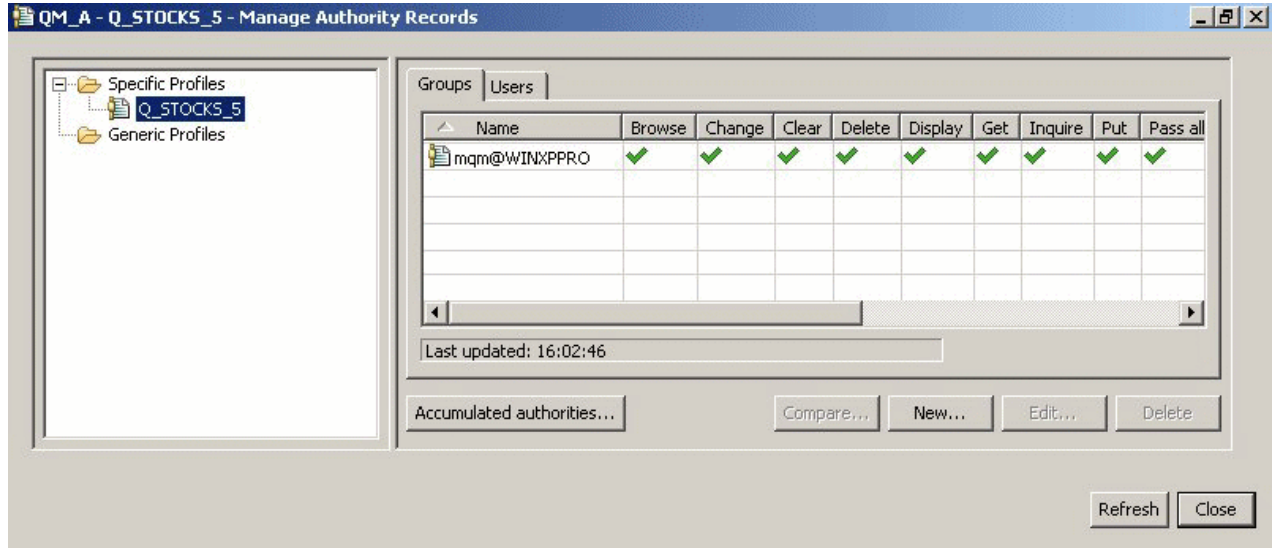 QM_A - Q_STOCKS_5 - Manage Authority Records
Specific Profiles
Q_STOCKS_5
Generic Profiles
Groups Users
Name Browse Change Clear Delete Display Get Inquire Put Pass all
mqm@WINXPPRO
Last updated: 16:02:46
Accumulated authorities... Compare... New... Edit... Delete
Refresh Close